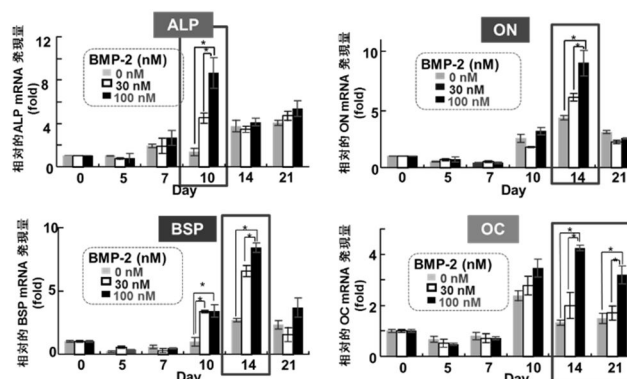 ALP
相対的ALP mRNA 発現量
(fold)
12
8
4
0
BMP-2 (nM)
0 nM
30 nM
100 nM
*
*
0 5 7 10 14 21
Day
ON
相対的 ON mRNA 発現量
(fold)
10
5
0
BMP-2 (nM)
0 nM
30 nM
100 nM
*
*
0 5 7 10 14 21
Day
BSP
相対的 BSP mRNA 発現量
(fold)
10
5
0
BMP-2 (nM)
0 nM
30 nM
100 nM
*
*
*
*
0 5 7 10 14 21
Day
OC
相対的 OC mRNA 発現量
(fold)
4
2
0
BMP-2 (nM)
0 nM
30 nM
100 nM
*
*
*
*
0 5 7 10 14 21
Day